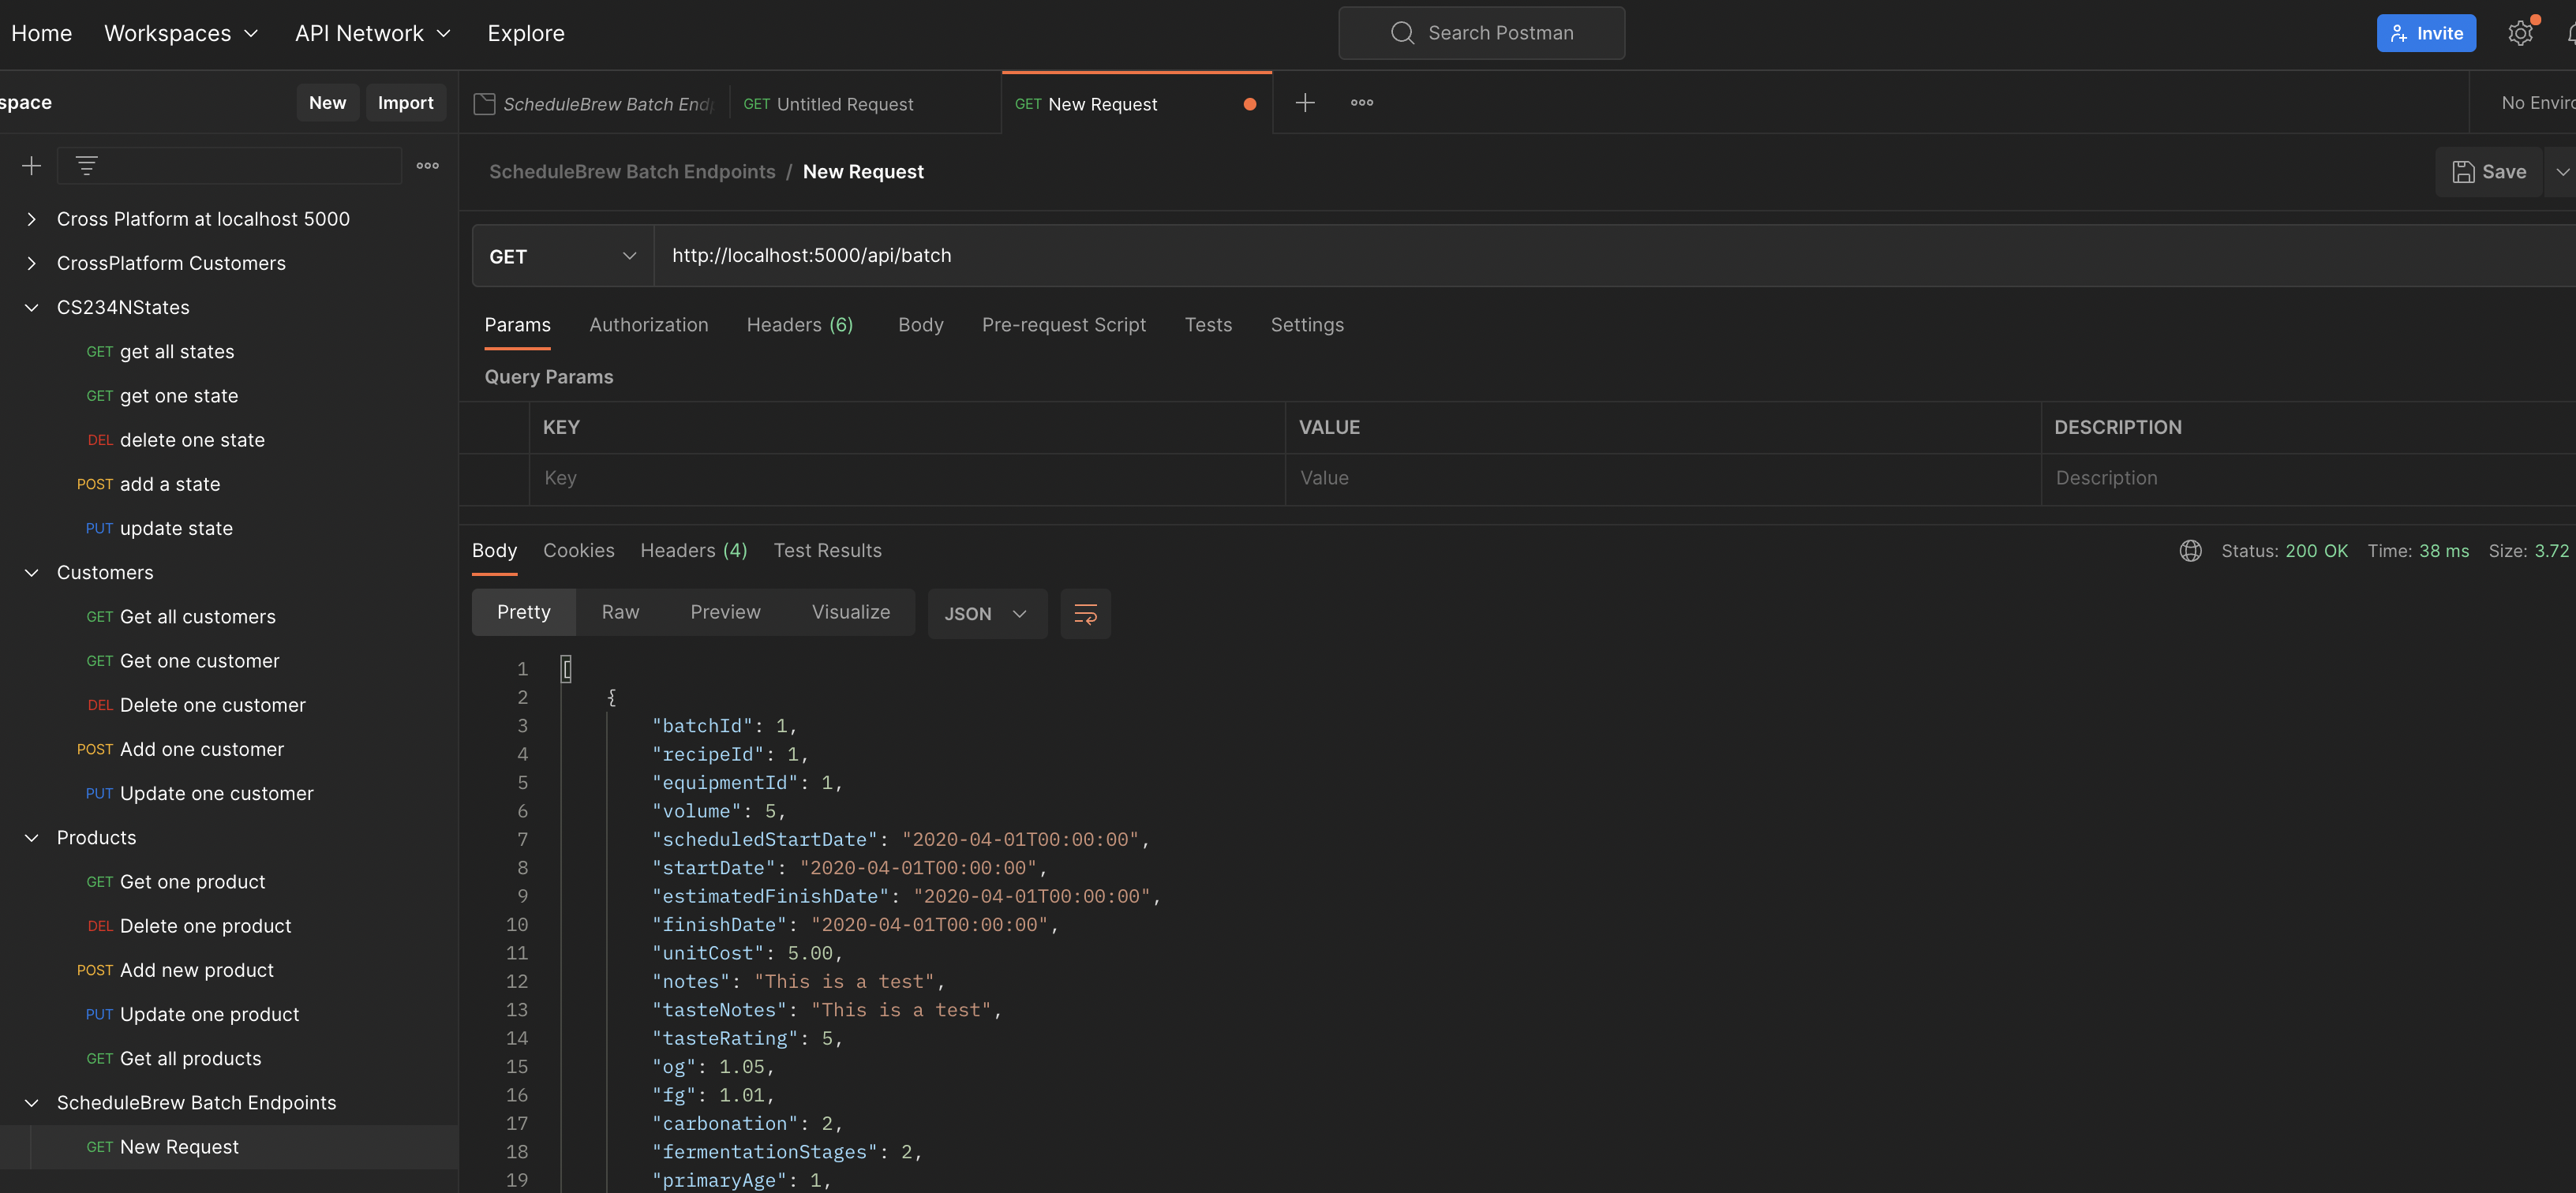 Home Workspaces API Network Explore Search Postman Invite
space New Import
ScheduleBrew Batch End GET Untitled Request GET New Request No Enviro
ScheduleBrew Batch Endpoints / New Request Save
Cross Platform at localhost 5000
CrossPlatform Customers
CS234NStates
GET get all states
GET get one state
DEL delete one state
POST add a state
PUT update state
Customers
GET Get all customers
GET Get one customer
DEL Delete one customer
POST Add one customer
PUT Update one customer
Products
GET Get one product
DEL Delete one product
POST Add new product
PUT Update one product
GET Get all products
ScheduleBrew Batch Endpoints
GET New Request
GET http://localhost:5000/api/batch
Params Authorization Headers (6) Body Pre-request Script Tests Settings
Query Params
KEY VALUE DESCRIPTION
Key Value Description
Body Cookies Headers (4) Test Results Status: 200 OK Time: 38 ms Size: 3.72
Pretty Raw Preview Visualize JSON
1 [
2 {
3 "batchId": 1,
4 "recipeId": 1,
5 "equipmentId": 1,
6 "volume": 5,
7 "scheduledStartDate": "2020-04-01T00:00:00",
8 "startDate": "2020-04-01T00:00:00",
9 "estimatedFinishDate": "2020-04-01T00:00:00",
10 "finishDate": "2020-04-01T00:00:00",
11 "unitCost": 5.00,
12 "notes": "This is a test",
13 "tasteNotes": "This is a test",
14 "tasteRating": 5,
15 "og": 1.05,
16 "fg": 1.01,
17 "carbonation": 2,
18 "fermentationStages": 2,
19 "primaryAge": 1,